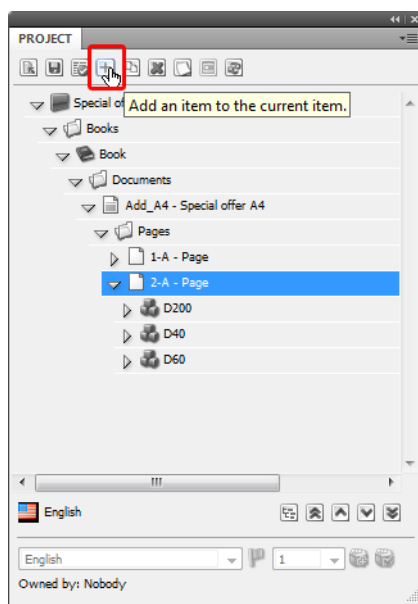 PROJECT
Special of
Add an item to the current item.
Books
Book
Documents
Add_A4 - Special offer A4
Pages
1-A - Page
2-A - Page
D200
D40
D60
English
English
1
Owned by: Nobody